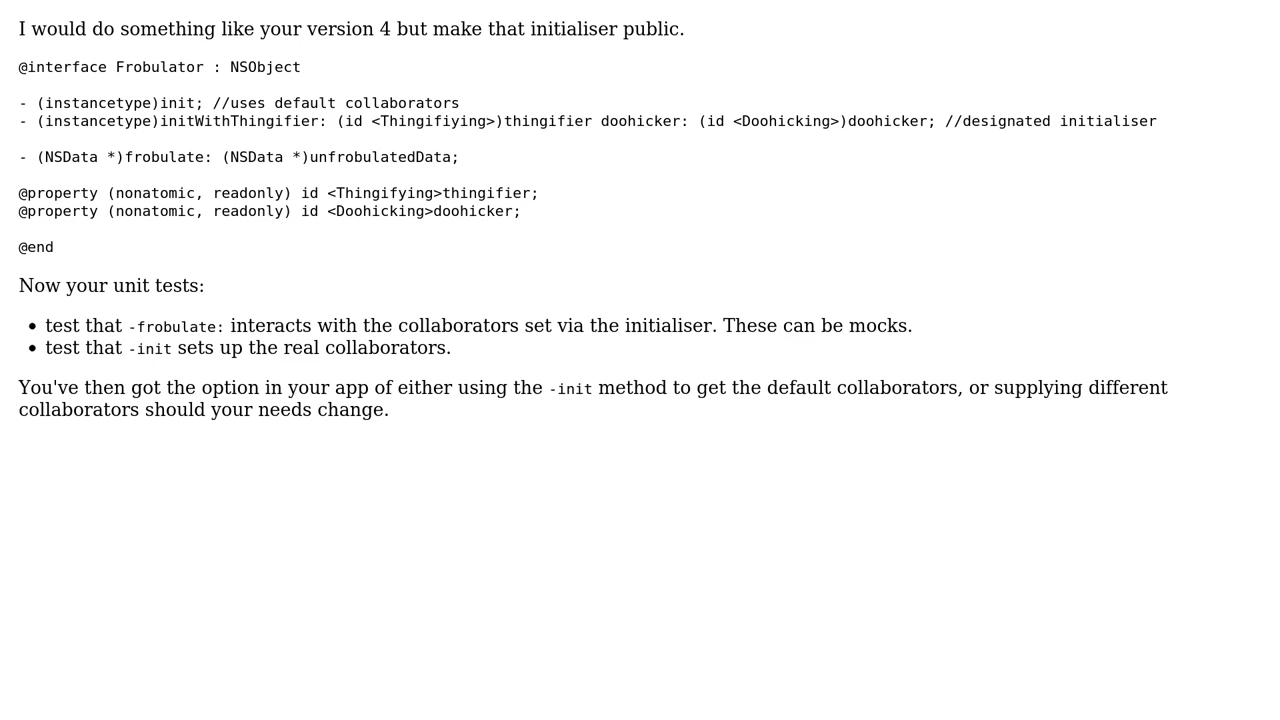 I would do something like your version 4 but make that initialiser public.
@interface Frobulator : NSObject
- (instancetype)init; //uses default collaborators
- (instancetype)initWithThingifier: (id <Thingifiying>)thingifier doohicker: (id <Doohicking>)doohicker; //designated initialiser
- (NSData *)frobulate: (NSData *)unfrobulatedData;
@property (nonatomic, readonly) id <Thingifying>thingifier;
@property (nonatomic, readonly) id <Doohicking>doohicker;
@end
Now your unit tests:
• test that -frobulate: interacts with the collaborators set via the initialiser. These can be mocks.
• test that -init sets up the real collaborators.
You've then got the option in your app of either using the -init method to get the default collaborators, or supplying different
collaborators should your needs change.